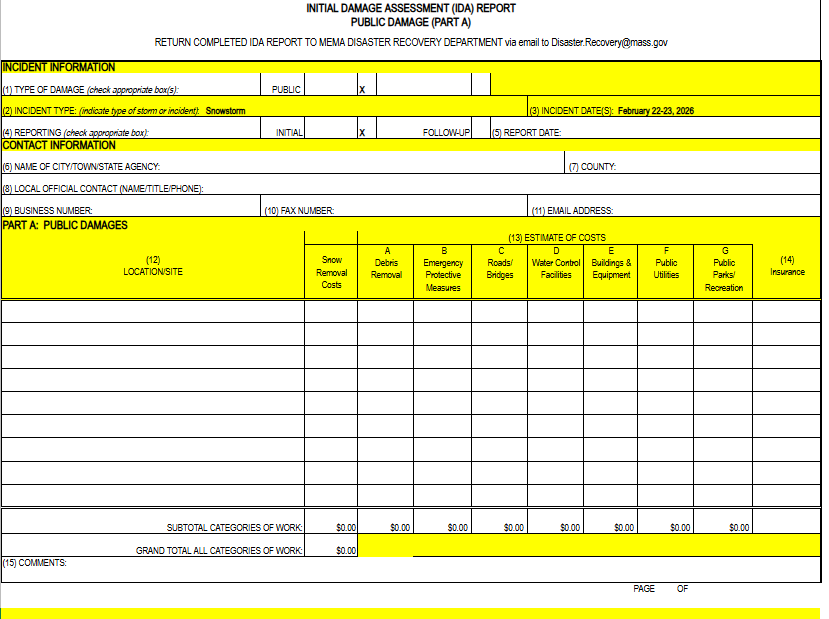 INITIAL DAMAGE ASSESSMENT (IDA) REPORT
PUBLIC DAMAGE (PART A)
RETURN COMPLETED IDA REPORT TO MEMA DISASTER RECOVERY DEPARTMENT via email to Disaster.Recovery@mass.gov
INCIDENT INFORMATION
(1) TYPE OF DAMAGE (check appropriate box(s): PUBLIC X
(2) INCIDENT TYPE: (indicate type of storm or incident): Snowstorm (3) INCIDENT DATE(S): February 22-23, 2026
(4) REPORTING (check appropriate box): INITIAL X FOLLOW-UP (5) REPORT DATE:
CONTACT INFORMATION
(6) NAME OF CITY/TOWN/STATE AGENCY: (7) COUNTY:
(8) LOCAL OFFICIAL CONTACT (NAME/TITLE/PHONE):
(9) BUSINESS NUMBER: (10) FAX NUMBER: (11) EMAIL ADDRESS:
PART A: PUBLIC DAMAGES
(13) ESTIMATE OF COSTS
(12)
LOCATION/SITE
Snow
Removal
Costs
A
Debris
Removal
B
Emergency
Protective
Measures
C
Roads/
Bridges
D
Water Control
Facilities
E
Buildings &
Equipment
F
Public
Utilities
G
Public
Parks/
Recreation
(14)
Insurance
SUBTOTAL CATEGORIES OF WORK: $0.00 $0.00 $0.00 $0.00 $0.00 $0.00 $0.00 $0.00
GRAND TOTAL ALL CATEGORIES OF WORK: $0.00
(15) COMMENTS:
PAGE OF